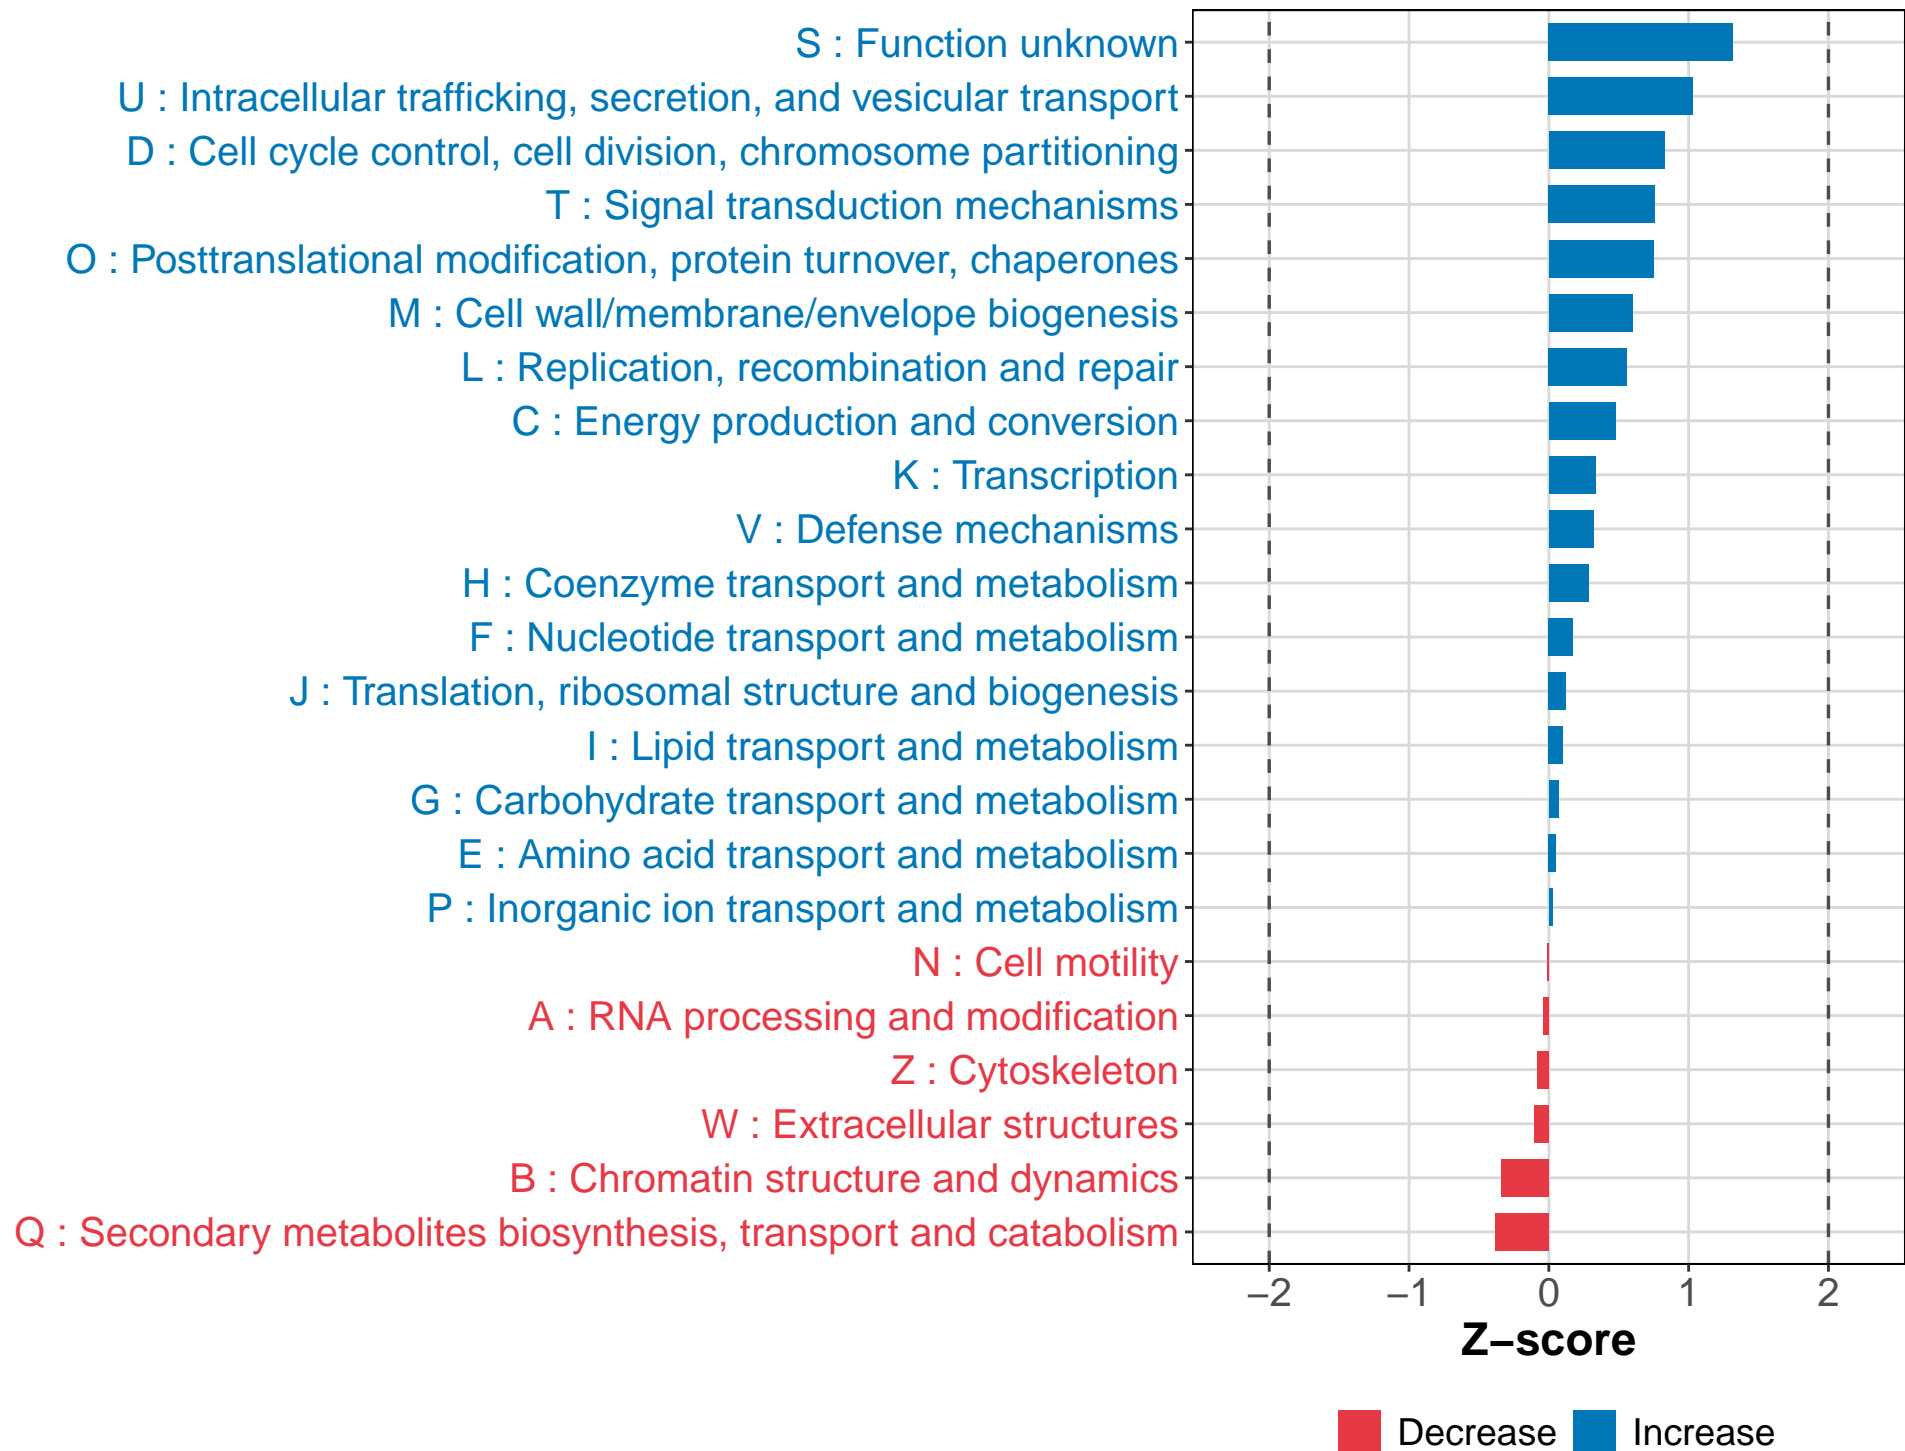 S : Function unknown
U : Intracellular trafficking, secretion, and vesicular transport
D : Cell cycle control, cell division, chromosome partitioning
T : Signal transduction mechanisms
O : Posttranslational modification, protein turnover, chaperones
M : Cell wall/membrane/envelope biogenesis
L : Replication, recombination and repair
C : Energy production and conversion
K : Transcription
V : Defense mechanisms
H : Coenzyme transport and metabolism
F : Nucleotide transport and metabolism
J : Translation, ribosomal structure and biogenesis
I : Lipid transport and metabolism
G : Carbohydrate transport and metabolism
E : Amino acid transport and metabolism
P : Inorganic ion transport and metabolism
N : Cell motility
A : RNA processing and modification
Z : Cytoskeleton
W : Extracellular structures
B : Chromatin structure and dynamics
Q : Secondary metabolites biosynthesis, transport and catabolism
−2 −1 0 1 2
Z−score
Decrease Increase